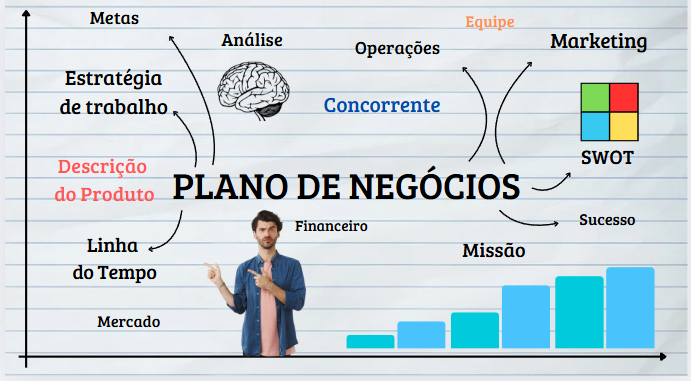 Metas
Equipe
Análise
Operações
Marketing
Estratégia
de trabalho
Concorrente
SWOT
Descrição
do Produto
PLANO DE NEGÓCIOS
Sucesso
Financeiro
Linha
do Tempo
Missão
Mercado